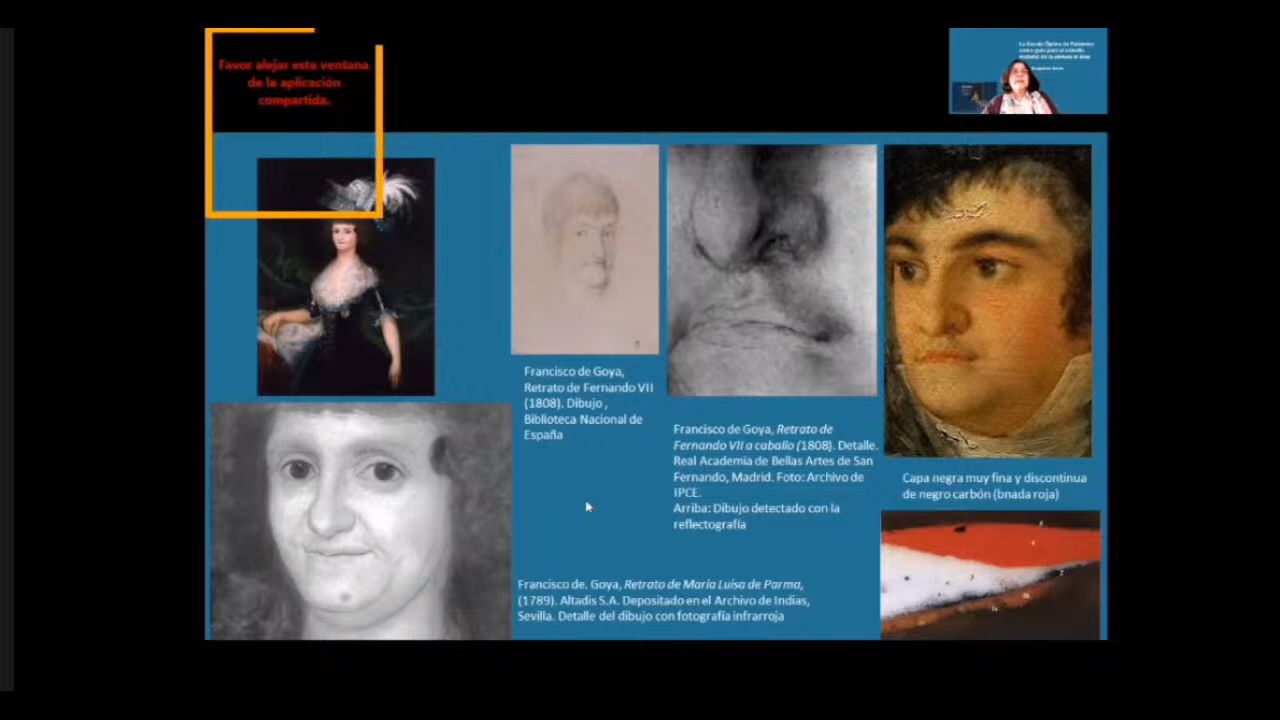 Favor alejar esta ventana
de la aplicación
compartida.
Francisco de Goya,
Retrato de Fernando VII
(1808). Dibujo ,
Biblioteca Nacional de
España
Francisco de Goya, Retrato de
Fernando VII a caballo (1808). Detalle.
Real Academia de Bellas Artes de San
Fernando, Madrid. Foto: Archivo de
IPCE.
Arriba: Dibujo detectado con la
reflectografía
Capa negra muy fina y discontinua
de negro carbón (bnada roja)
Francisco de. Goya, Retrato de Maria Luisa de Parma,
(1789). Altadis S.A. Depositado en el Archivo de Indias,
Sevilla. Detalle del dibujo con fotografía infrarroja